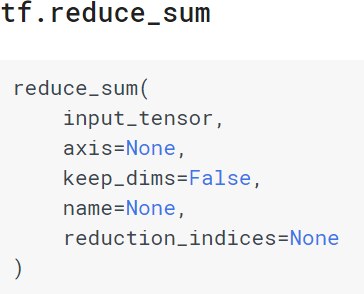 tf.reduce_sum
reduce_sum(
    input_tensor,
    axis=None,
    keep_dims=False,
    name=None,
    reduction_indices=None
)